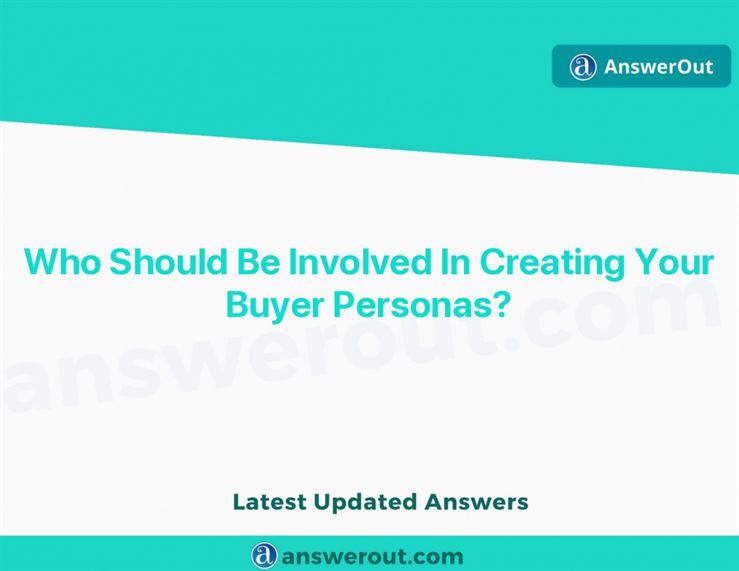 AnswerOut
Who Should Be Involved In Creating Your
Buyer Personas?
answerout.com
Latest Updated Answers
answerout.com